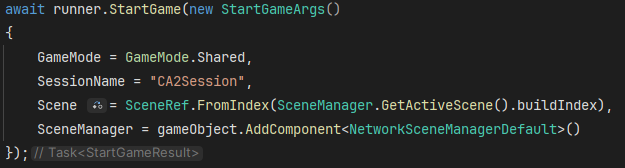 await runner.StartGame(new StartGameArgs()
{
    GameMode = GameMode.Shared,
    SessionName = "CA2Session",
    Scene = SceneRef.FromIndex(SceneManager.GetActiveScene().buildIndex),
    SceneManager = gameObject.AddComponent<NetworkSceneManagerDefault>()
}); // Task<StartGameResult>